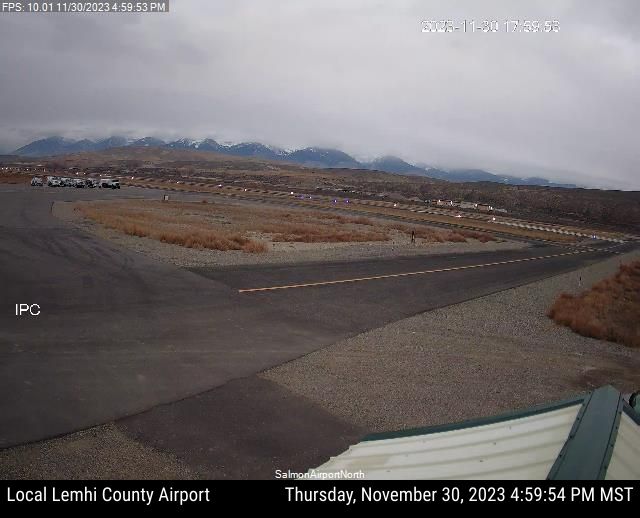 FPS: 10.01 11/30/2023 4:59:53 PM
2023-11-30 17:59:53
IPC
SalmonAirportNorth
Local Lemhi County Airport Thursday, November 30, 2023 4:59:54 PM MST